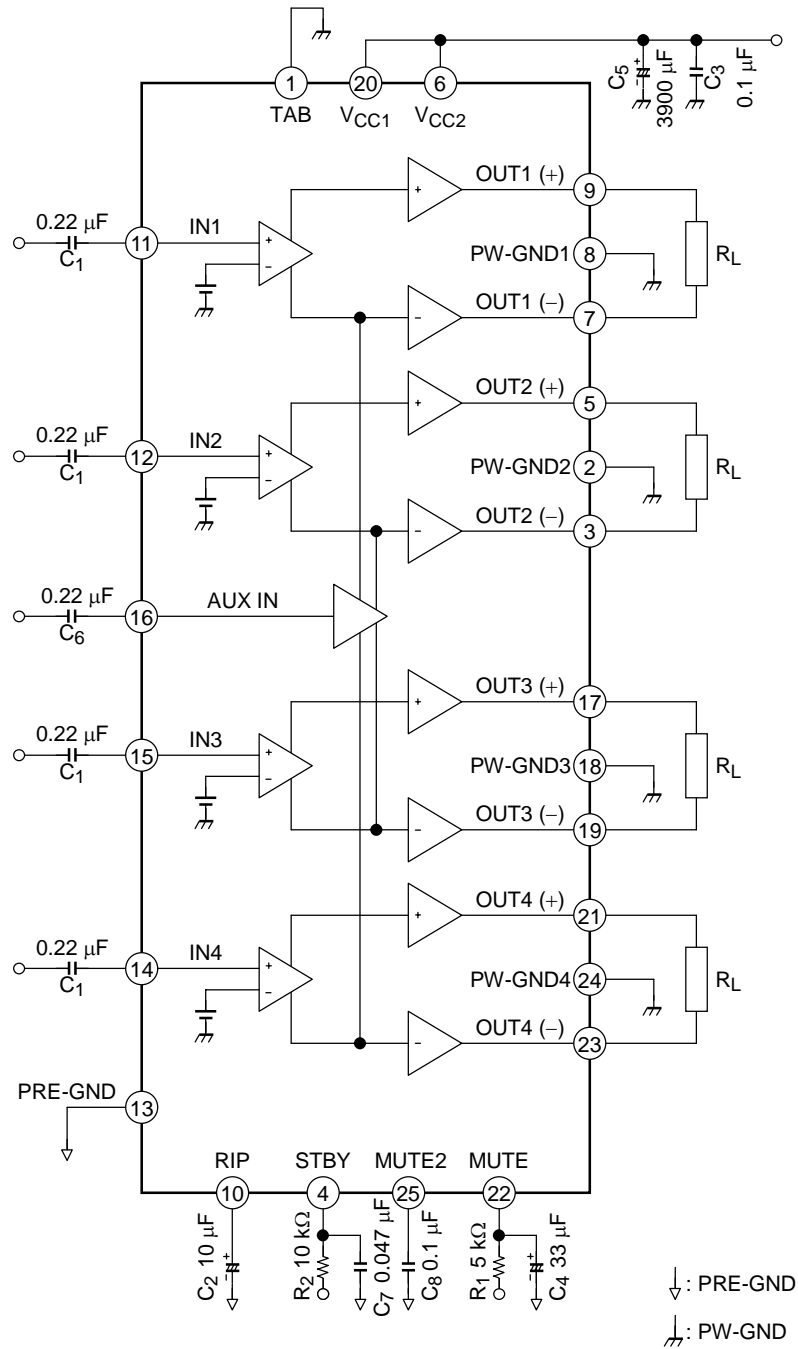 1 20 6
TAB VCC1 VCC2
C5 3900 μF C3 0.1 μF
0.22 μF
C1
11 IN1
OUT1 (+) 9
PW-GND1 8
RL
OUT1 (−) 7
0.22 μF
C1
12 IN2
OUT2 (+) 5
PW-GND2 2
RL
OUT2 (−) 3
0.22 μF
C6
16 AUX IN
0.22 μF
C1
15 IN3
OUT3 (+) 17
PW-GND3 18
RL
OUT3 (−) 19
0.22 μF
C1
14 IN4
OUT4 (+) 21
PW-GND4 24
RL
OUT4 (−) 23
PRE-GND 13
RIP STBY MUTE2 MUTE
10 4 25 22
C2 10 μF R2 10 kΩ C7 0.047 μF C8 0.1 μF R1 5 kΩ C4 33 μF
: PRE-GND
: PW-GND